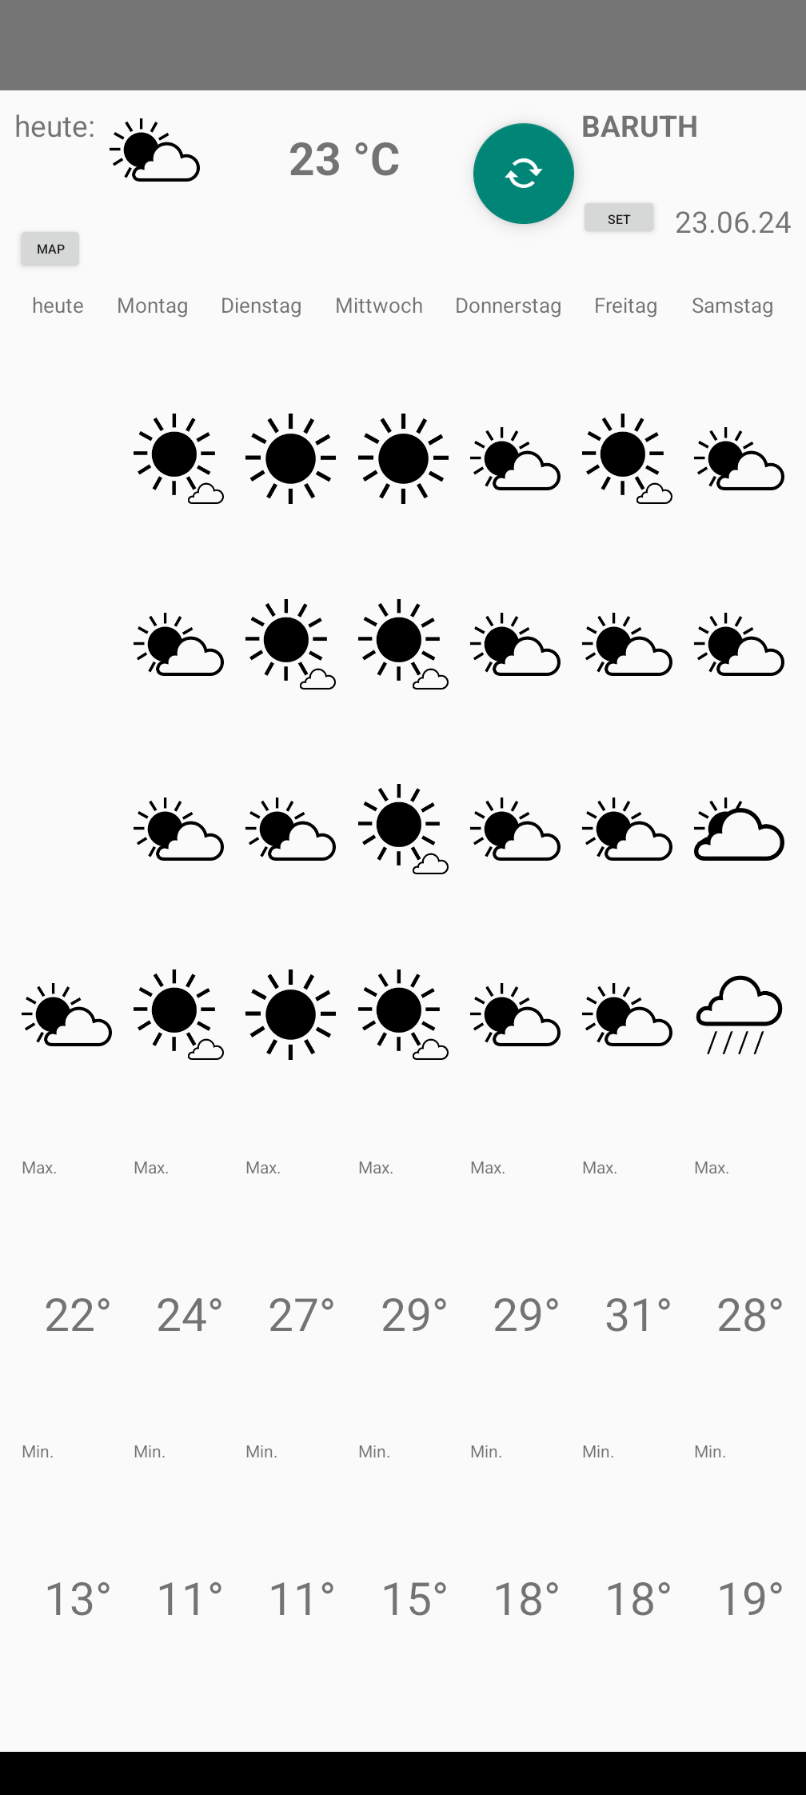 heute:
23 °C
BARUTH
SET
23.06.24
MAP
heute Montag Dienstag Mittwoch Donnerstag Freitag Samstag
Max. Max. Max. Max. Max. Max. Max.
22° 24° 27° 29° 29° 31° 28°
Min. Min. Min. Min. Min. Min. Min.
13° 11° 11° 15° 18° 18° 19°